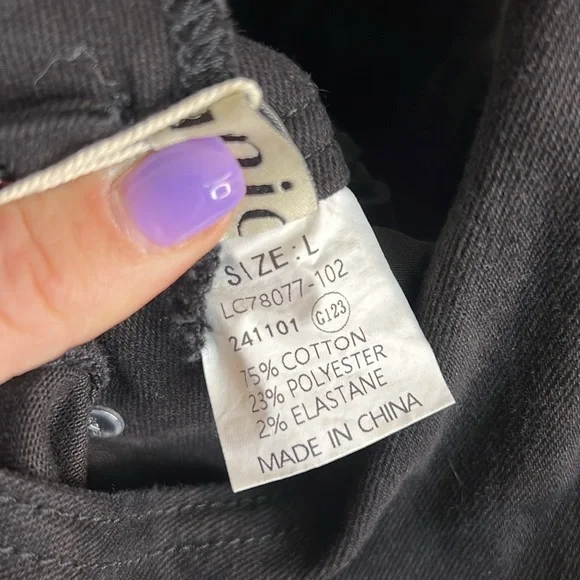 SIZE: L
LC78077-102
241101 C123
75% COTTON
23% POLYESTER
2% ELASTANE
MADE IN CHINA